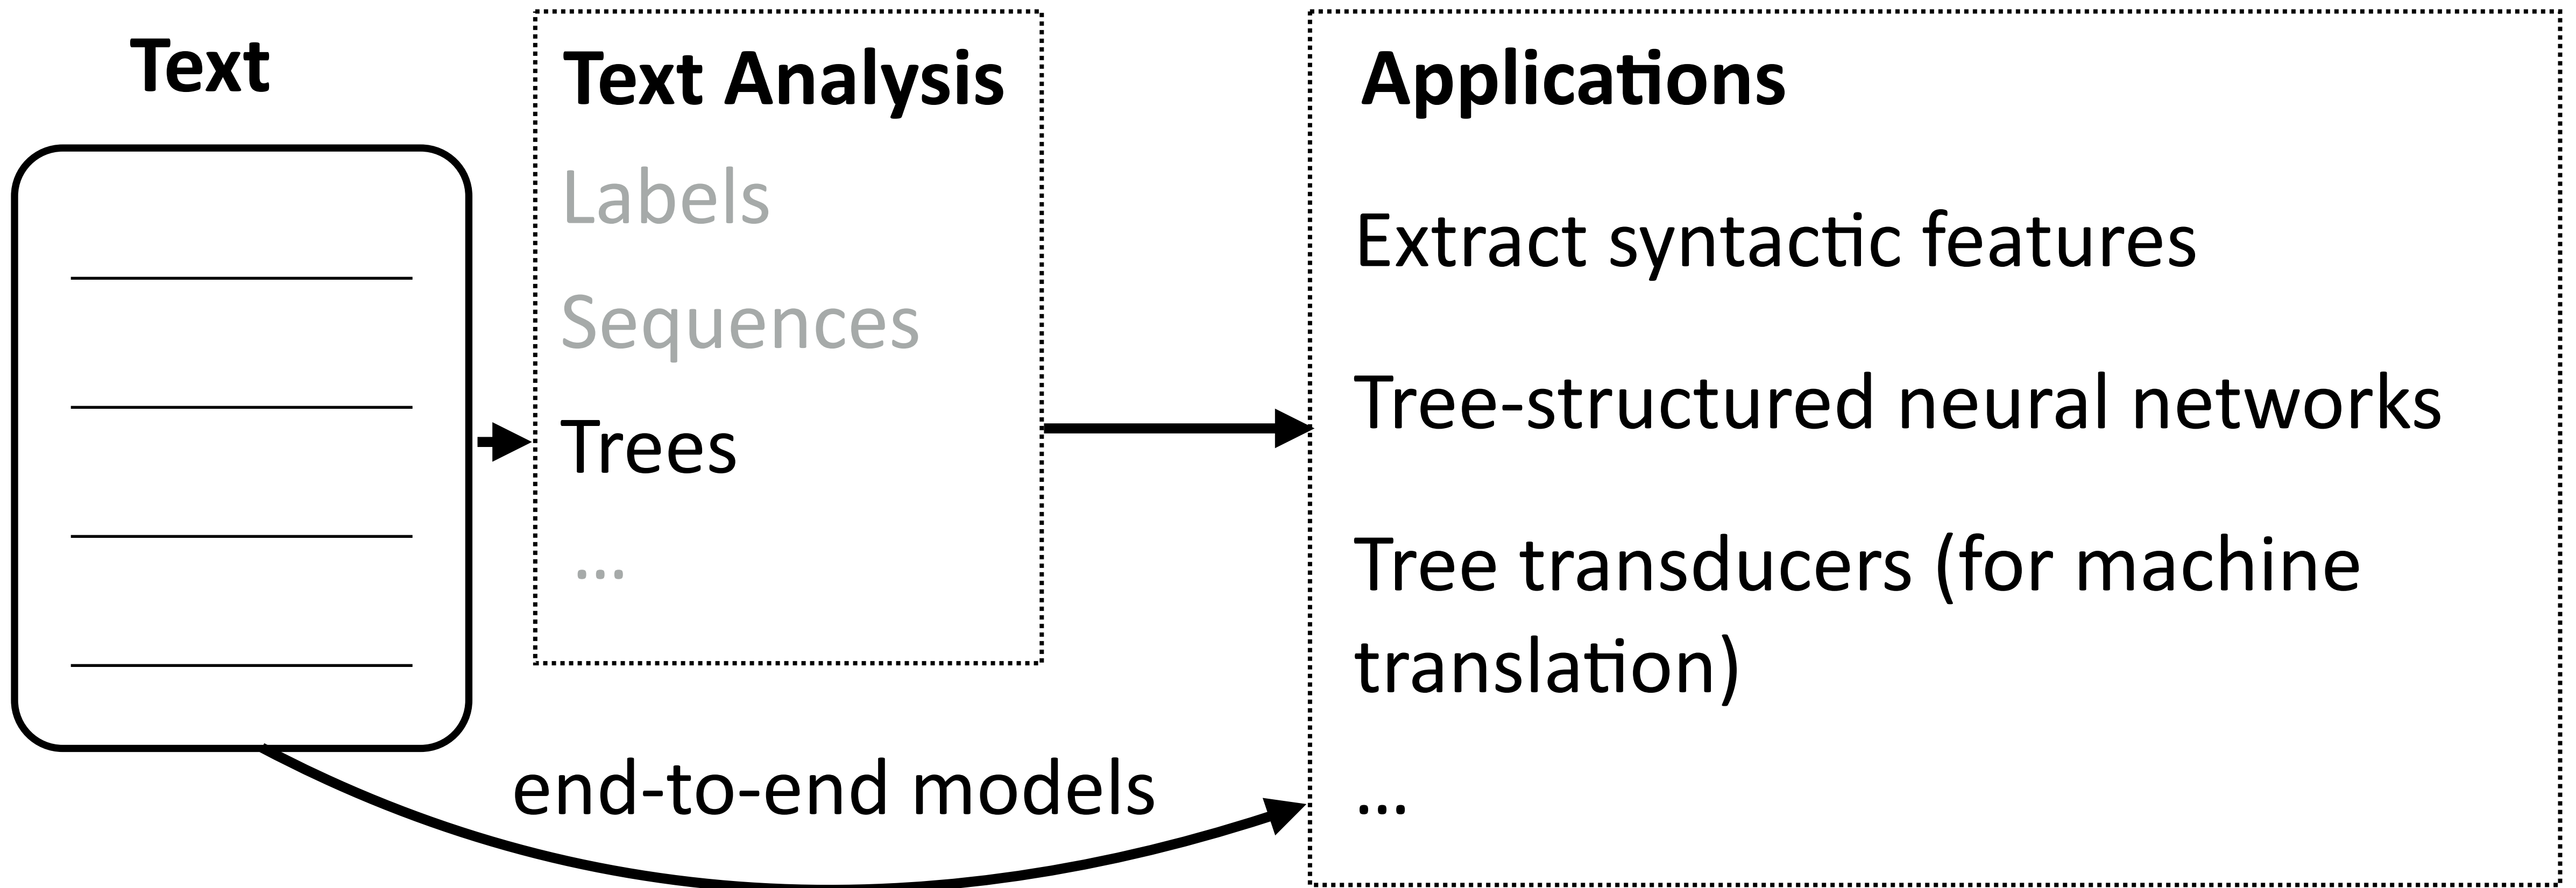 Text
Text Analysis
Labels
Sequences
Trees
...
end-to-end models
Applications
Extract syntactic features
Tree-structured neural networks
Tree transducers (for machine
translation)
...